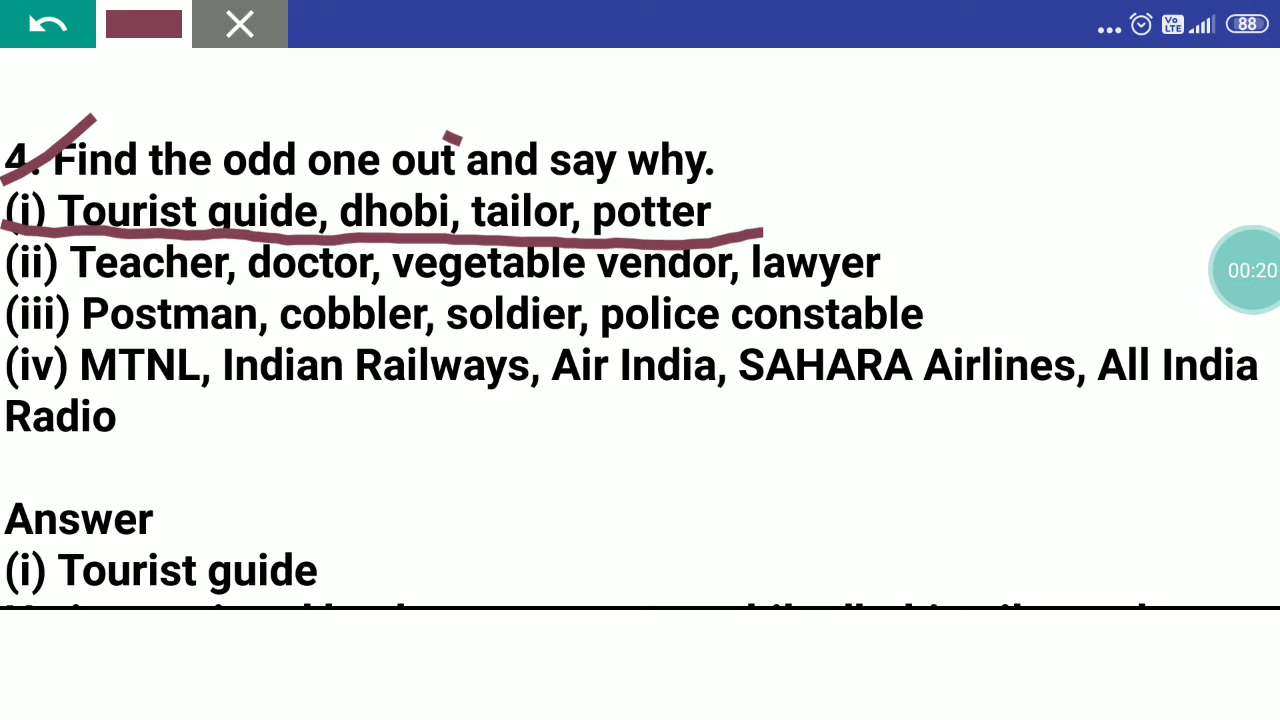 88
4. Find the odd one out and say why.
(i) Tourist guide, dhobi, tailor, potter
(ii) Teacher, doctor, vegetable vendor, lawyer
00:20
(iii) Postman, cobbler, soldier, police constable
(iv) MTNL, Indian Railways, Air India, SAHARA Airlines, All India
Radio
Answer
(i) Tourist guide